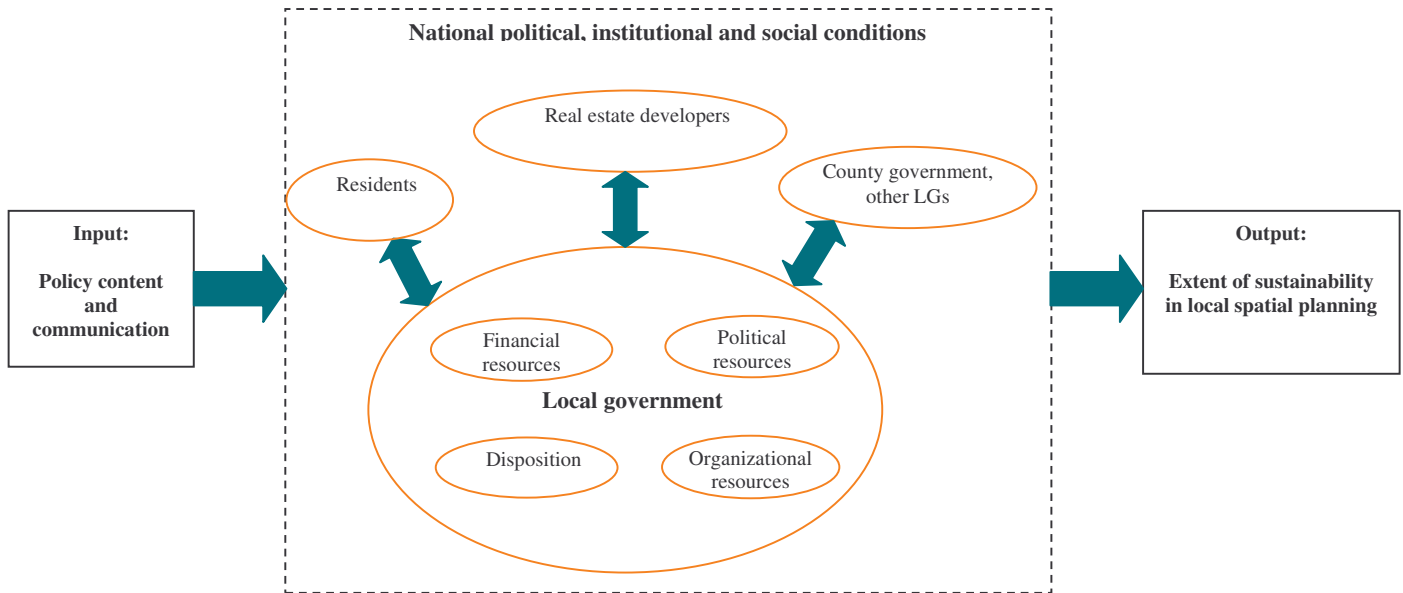 National political, institutional and social conditions
Real estate developers
Residents
County government,
other LGs
Input:
Policy content
and
communication
Output:
Extent of sustainability
in local spatial planning
Financial
resources
Political
resources
Local government
Disposition
Organizational
resources